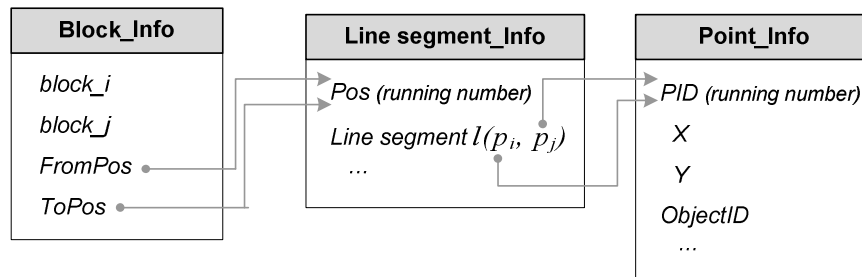 Block_Info
block_i
block_j
FromPos
ToPos
Line segment_Info
Pos (running number)
Line segment l(p_i, p_j)
...
Point_Info
PID (running number)
X
Y
ObjectID
...